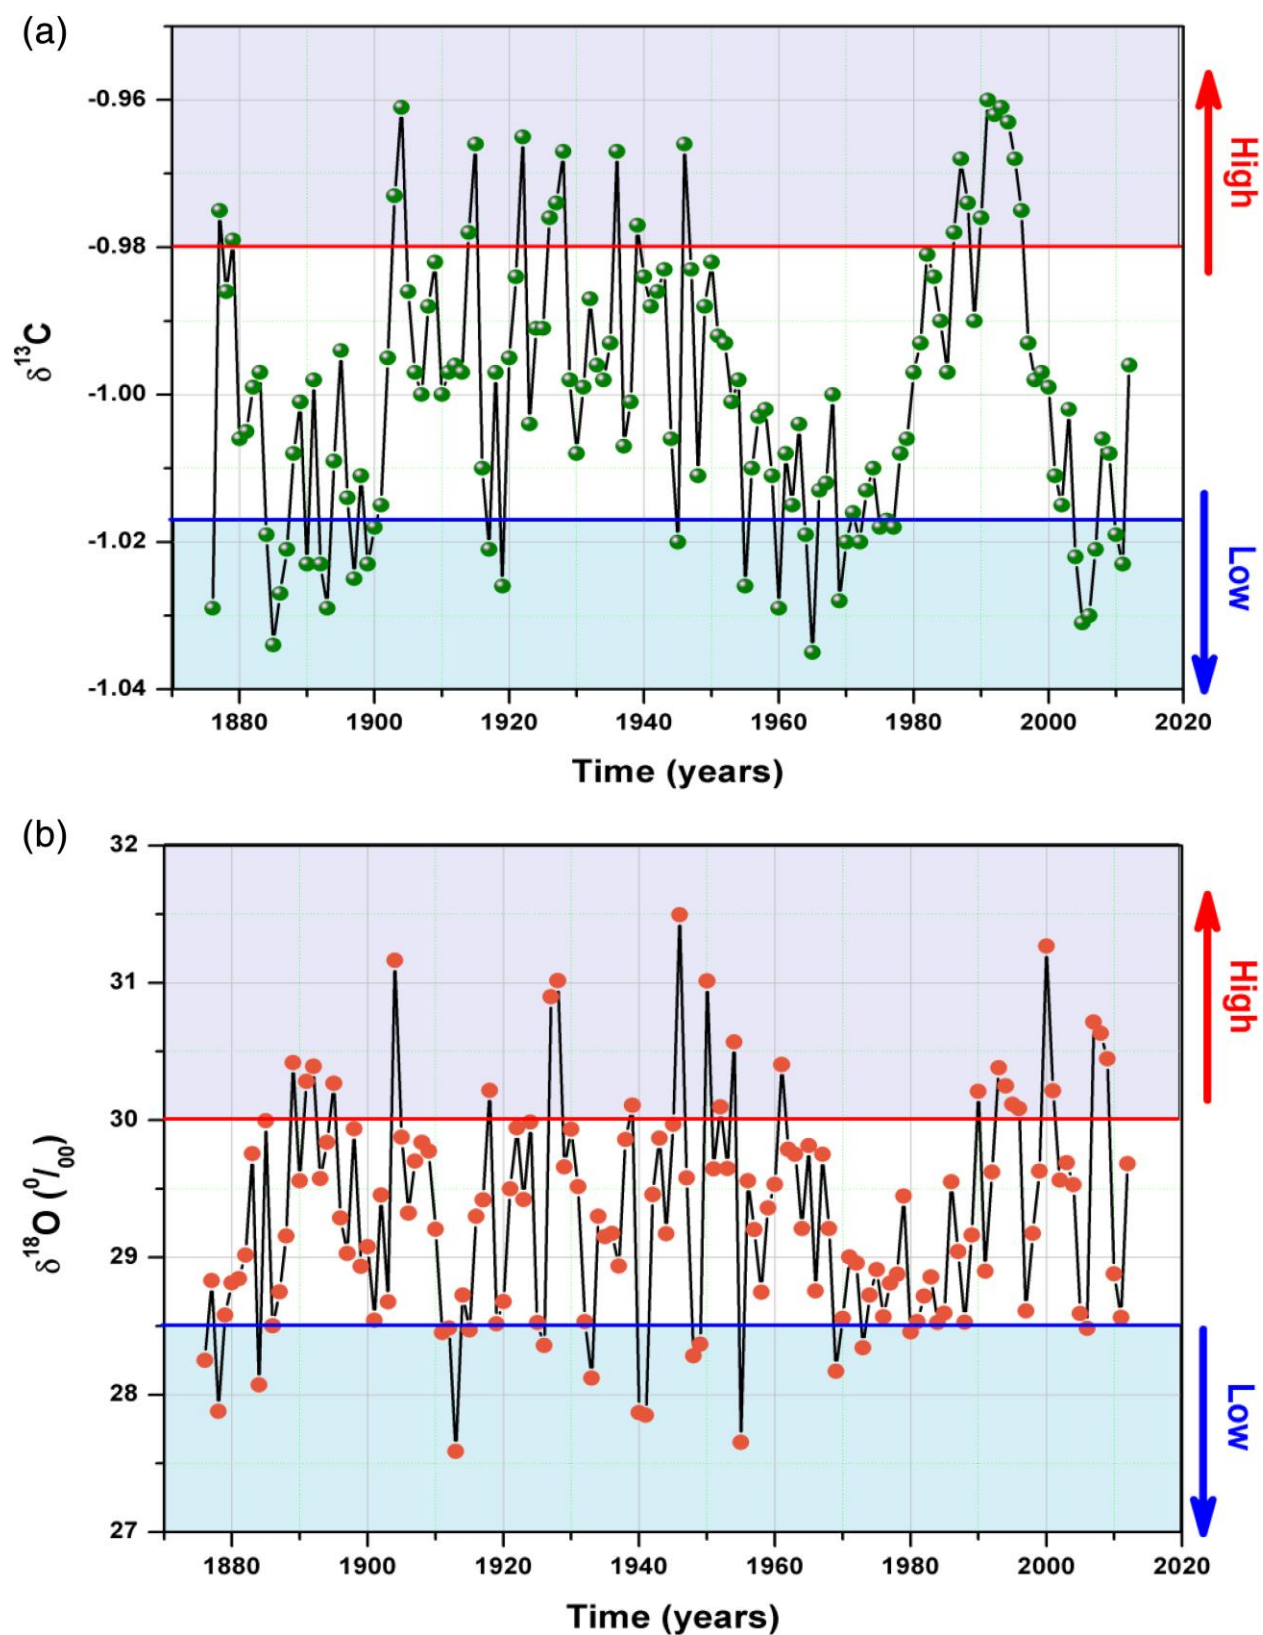 (a)
-0.96
-0.98
-1.00
-1.02
-1.04
δ13C
High
Low
1880 1900 1920 1940 1960 1980 2000 2020
Time (years)
(b)
32
31
30
29
28
27
δ18O (0/00)
High
Low
1880 1900 1920 1940 1960 1980 2000 2020
Time (years)